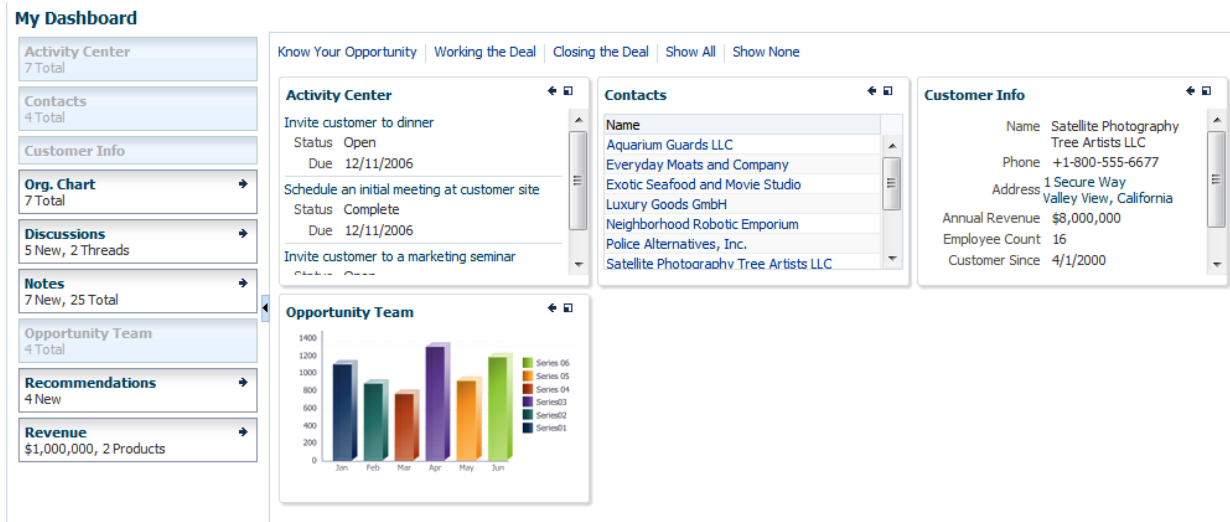 My Dashboard
Activity Center
7 Total
Contacts
4 Total
Customer Info
Org. Chart
7 Total
Discussions
5 New, 2 Threads
Notes
7 New, 25 Total
Opportunity Team
4 Total
Recommendations
4 New
Revenue
$1,000,000, 2 Products
Know Your Opportunity Working the Deal Closing the Deal Show All Show None
Activity Center
Invite customer to dinner
Status Open
Due 12/11/2006
Schedule an initial meeting at customer site
Status Complete
Due 12/11/2006
Invite customer to a marketing seminar
Status Open
Contacts
Name
Aquarium Guards LLC
Everyday Moats and Company
Exotic Seafood and Movie Studio
Luxury Goods GmbH
Neighborhood Robotic Emporium
Police Alternatives, Inc.
Satellite Photography Tree Artists LLC
Customer Info
Name Satellite Photography
Tree Artists LLC
Phone +1-800-555-6677
Address 1 Secure Way
Valley View, California
Annual Revenue $8,000,000
Employee Count 16
Customer Since 4/1/2000
Opportunity Team
1400
1200
1000
800
600
400
200
0
Jan Feb Mar Apr May Jun
Series 06
Series 05
Series 04
Series03
Series02
Series01